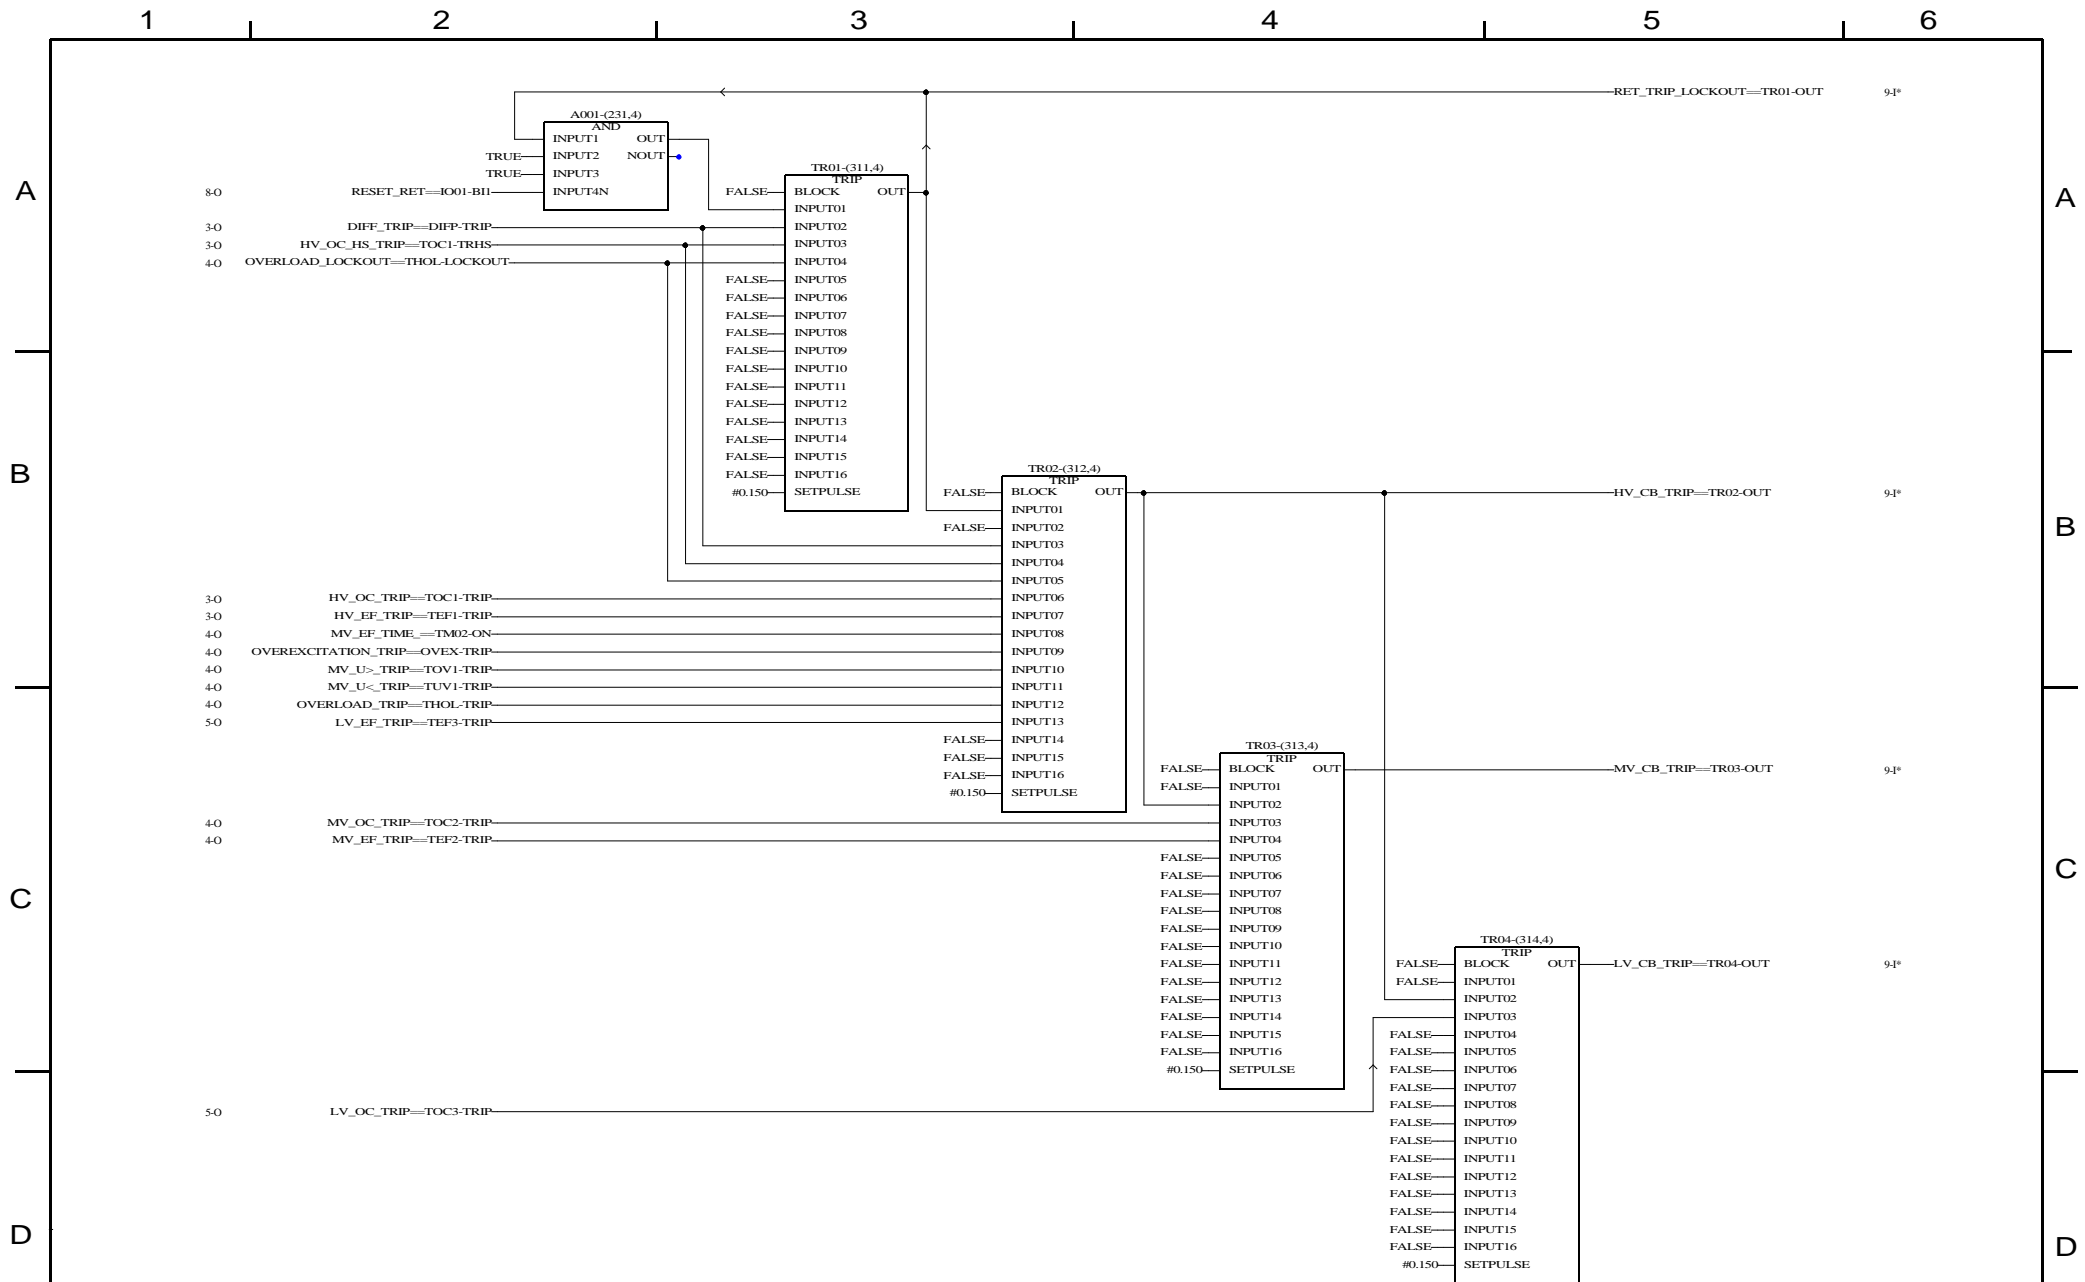 1 2 3 4 5 6
RET_TRIP_LOCKOUT==TR01-OUT 9-I*
A001-(231,4)
AND
INPUT1 OUT
TRUE INPUT2 NOUT
TRUE INPUT3
8-O RESET_RET==IO01-BI1 INPUT4N
A A
TR01-(311,4)
TRIP
FALSE BLOCK OUT
INPUT01
3-O DIFF_TRIP==DIFP-TRIP INPUT02
3-O HV_OC_HS_TRIP==TOC1-TRHS INPUT03
4-O OVERLOAD_LOCKOUT==THOL-LOCKOUT INPUT04
FALSE INPUT05
FALSE INPUT06
FALSE INPUT07
FALSE INPUT08
FALSE INPUT09
FALSE INPUT10
FALSE INPUT11
FALSE INPUT12
FALSE INPUT13
FALSE INPUT14
FALSE INPUT15
FALSE INPUT16
#0.150 SETPULSE
B B
TR02-(312,4)
TRIP
FALSE BLOCK OUT HV_CB_TRIP==TR02-OUT 9-I*
INPUT01
FALSE INPUT02
INPUT03
INPUT04
INPUT05
3-O HV_OC_TRIP==TOC1-TRIP INPUT06
3-O HV_EF_TRIP==TEF1-TRIP INPUT07
4-O MV_EF_TIME_==TM02-ON INPUT08
4-O OVEREXCITATION_TRIP==OVEX-TRIP INPUT09
4-O MV_U>_TRIP==TOV1-TRIP INPUT10
4-O MV_U<_TRIP==TUV1-TRIP INPUT11
4-O OVERLOAD_TRIP==THOL-TRIP INPUT12
5-O LV_EF_TRIP==TEF3-TRIP INPUT13
FALSE INPUT14
FALSE INPUT15
FALSE INPUT16
#0.150 SETPULSE
TR03-(313,4)
TRIP
FALSE BLOCK OUT MV_CB_TRIP==TR03-OUT 9-I*
FALSE INPUT01
INPUT02
4-O MV_OC_TRIP==TOC2-TRIP INPUT03
4-O MV_EF_TRIP==TEF2-TRIP INPUT04
FALSE INPUT05
FALSE INPUT06
FALSE INPUT07
FALSE INPUT08
FALSE INPUT09
FALSE INPUT10
FALSE INPUT11
FALSE INPUT12
FALSE INPUT13
FALSE INPUT14
FALSE INPUT15
FALSE INPUT16
#0.150 SETPULSE
C C
TR04-(314,4)
TRIP
FALSE BLOCK OUT LV_CB_TRIP==TR04-OUT 9-I*
FALSE INPUT01
INPUT02
INPUT03
FALSE INPUT04
FALSE INPUT05
FALSE INPUT06
FALSE INPUT07
FALSE INPUT08
5-O LV_OC_TRIP==TOC3-TRIP
FALSE INPUT09
FALSE INPUT10
FALSE INPUT11
FALSE INPUT12
FALSE INPUT13
FALSE INPUT14
FALSE INPUT15
FALSE INPUT16
#0.150 SETPULSE
D D